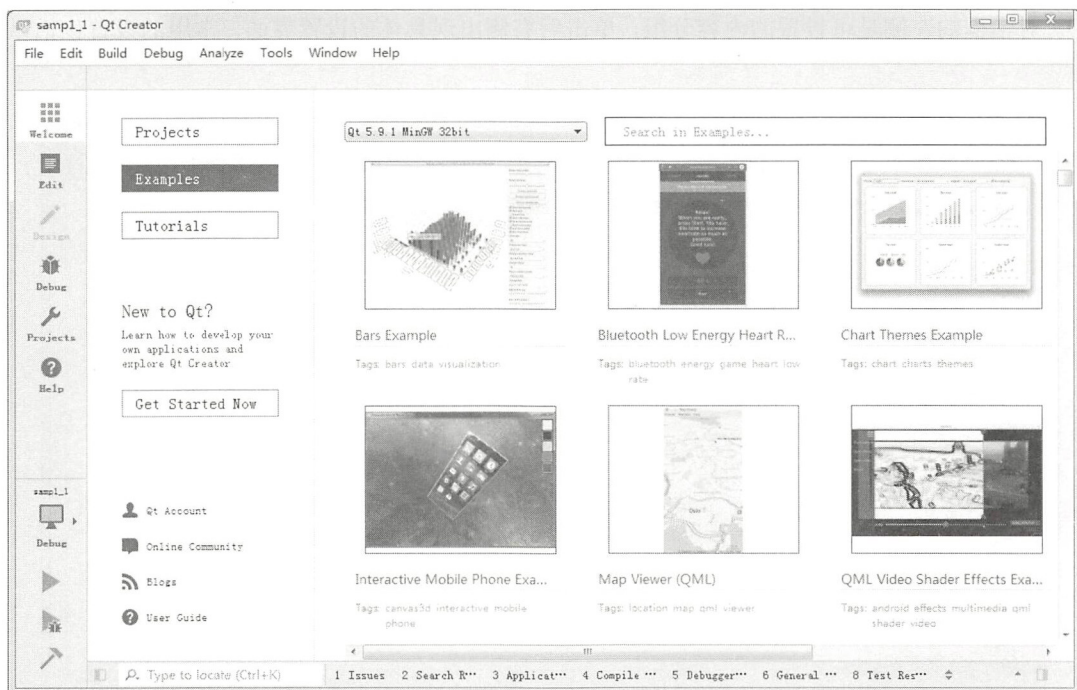 samp1_1 - Qt Creator
File Edit Build Debug Analyze Tools Window Help
Welcome
Edit
Design
Debug
Projects
Help
samp1_1
Debug
Projects
Examples
Tutorials
New to Qt?
Learn how to develop your
own applications and
explore Qt Creator
Get Started Now
Qt Account
Online Community
Blogs
User Guide
Qt 5.9.1 MinGW 32bit
Search in Examples...
Bars Example
Tags: bars data visualization
Bluetooth Low Energy Heart R...
Tags: bluetooth energy game heart low
rate
Chart Themes Example
Tags: chart charts themes
Interactive Mobile Phone Exa...
Tags: canvas3d interactive mobile
phone
Map Viewer (QML)
Tags: location map qml viewer
QML Video Shader Effects Exa...
Tags: android effects multimedia qml
shader video
Type to locate (Ctrl+K)
1 Issues 2 Search R··· 3 Applicat··· 4 Compile ··· 5 Debugger··· 6 General ··· 8 Test Res···